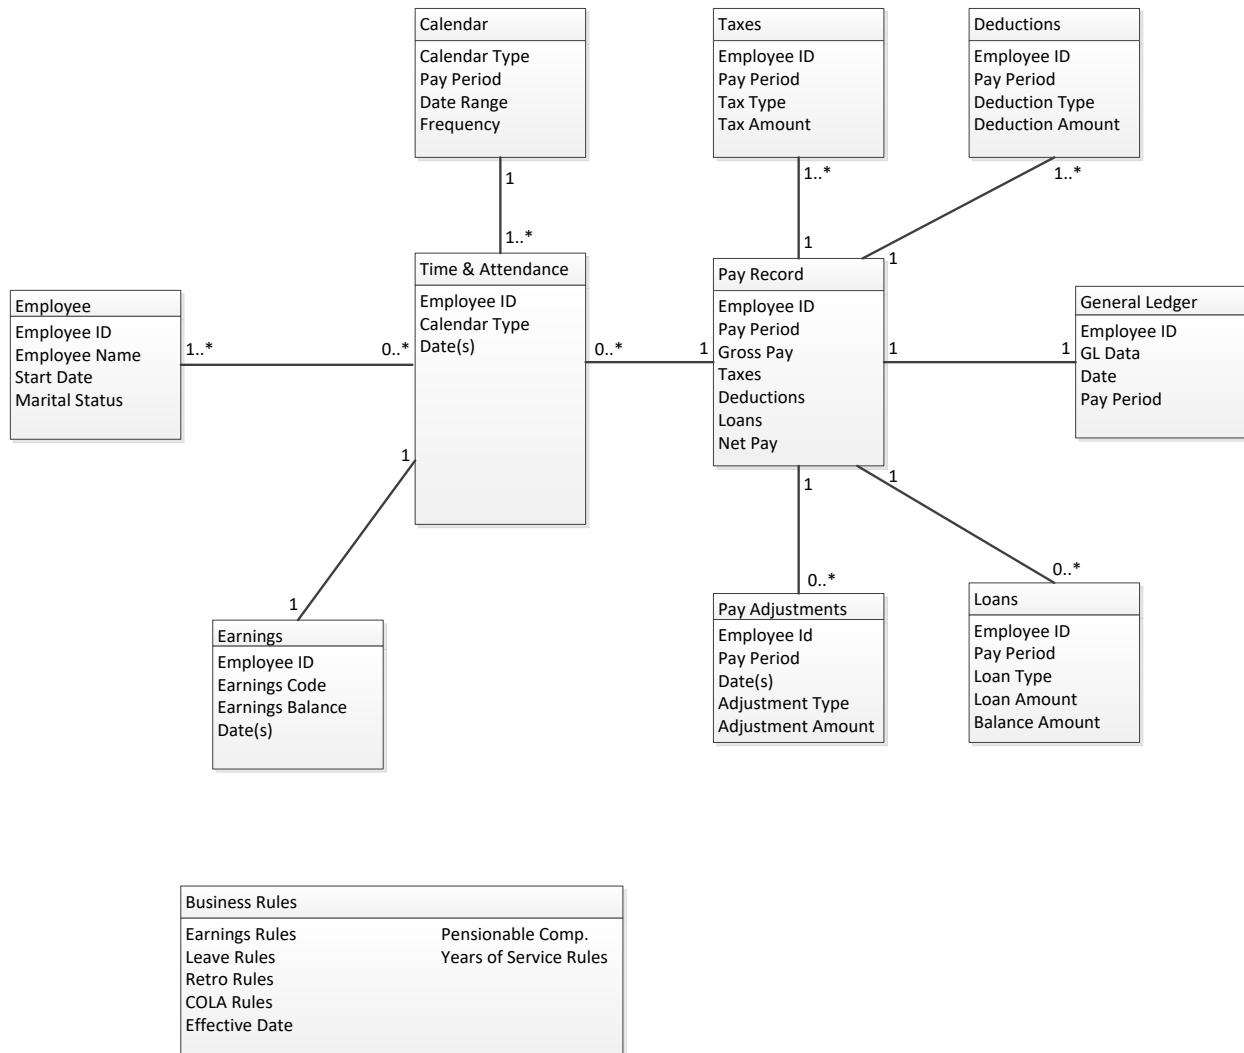 Calendar
Calendar Type
Pay Period
Date Range
Frequency
Taxes
Employee ID
Pay Period
Tax Type
Tax Amount
Deductions
Employee ID
Pay Period
Deduction Type
Deduction Amount
1
1..*
1..*
1..*
1
1
Time & Attendance
Employee ID
Calendar Type
Date(s)
Pay Record
Employee ID
Pay Period
Gross Pay
Taxes
Deductions
Loans
Net Pay
Employee
Employee ID
Employee Name
Start Date
Marital Status
General Ledger
Employee ID
GL Data
Date
Pay Period
1..*
0..*
0..*
1
1
1
1
1
1
1
0..*
0..*
Earnings
Employee ID
Earnings Code
Earnings Balance
Date(s)
Pay Adjustments
Employee Id
Pay Period
Date(s)
Adjustment Type
Adjustment Amount
Loans
Employee ID
Pay Period
Loan Type
Loan Amount
Balance Amount
Business Rules
Earnings Rules
Leave Rules
Retro Rules
COLA Rules
Effective Date
Pensionable Comp.
Years of Service Rules